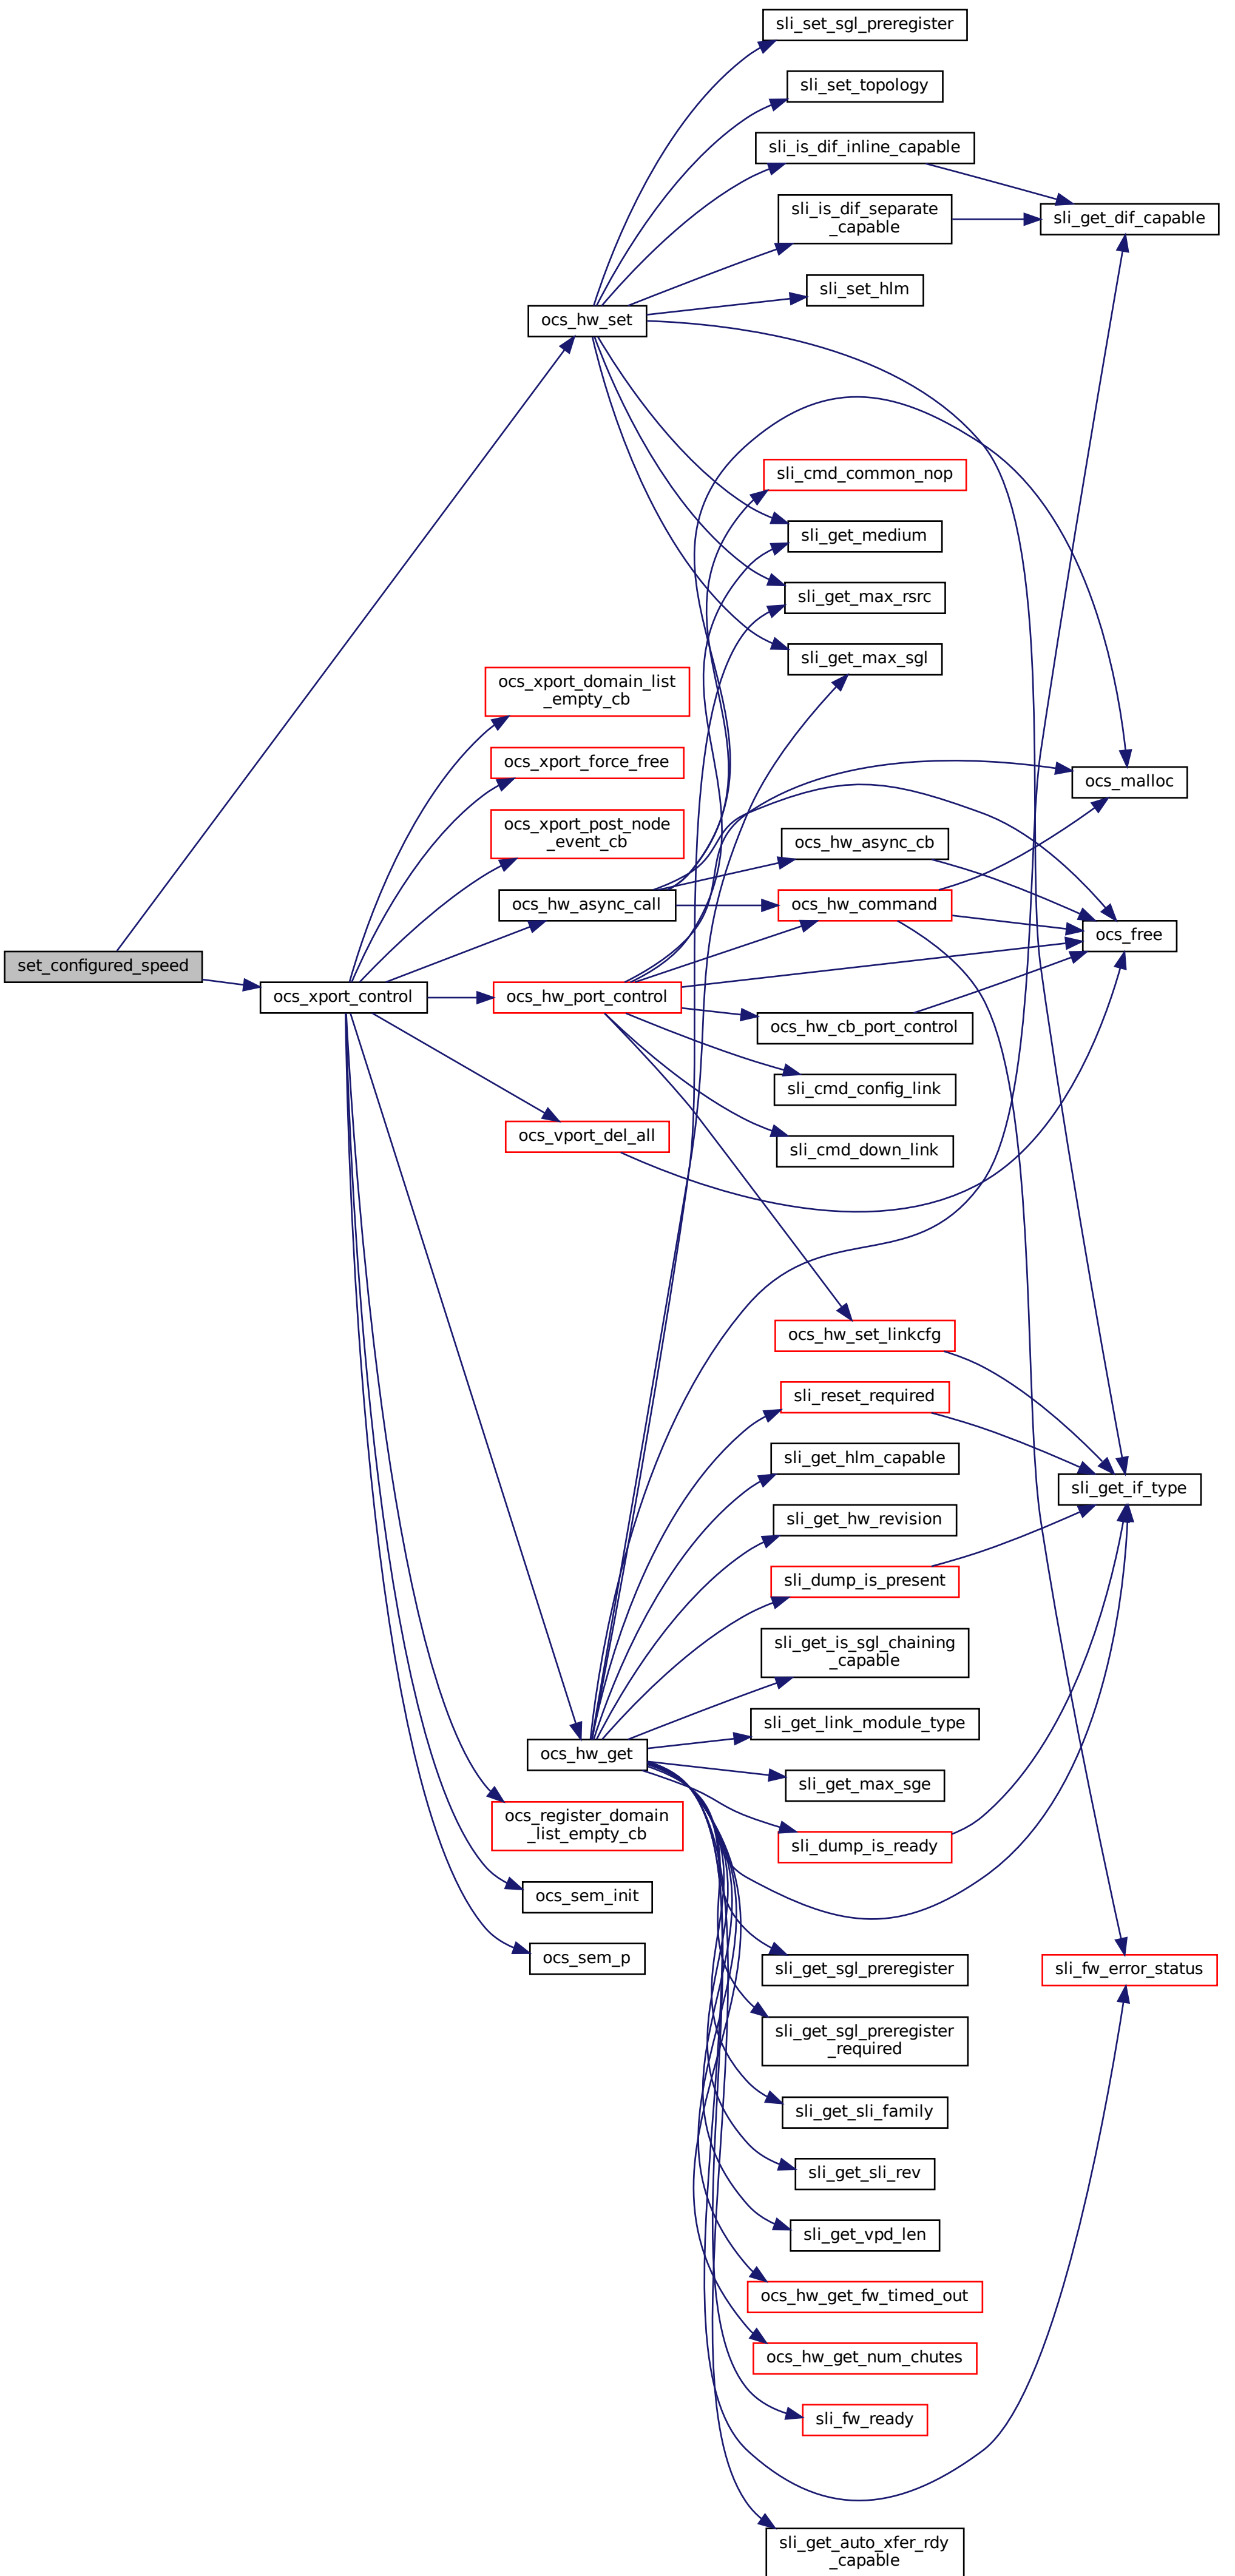 sli_set_sgl_preregister
sli_set_topology
sli_is_dif_inline_capable
sli_is_dif_separate
_capable
sli_get_dif_capable
sli_set_hlm
ocs_hw_set
sli_cmd_common_nop
sli_get_medium
sli_get_max_rsrc
sli_get_max_sgl
ocs_xport_domain_list
_empty_cb
ocs_xport_force_free
ocs_malloc
ocs_xport_post_node
_event_cb
ocs_hw_async_cb
ocs_hw_async_call
ocs_hw_command
ocs_free
set_configured_speed
ocs_xport_control
ocs_hw_port_control
ocs_hw_cb_port_control
sli_cmd_config_link
ocs_vport_del_all
sli_cmd_down_link
ocs_hw_set_linkcfg
sli_reset_required
sli_get_hlm_capable
sli_get_if_type
sli_get_hw_revision
sli_dump_is_present
sli_get_is_sgl_chaining
_capable
sli_get_link_module_type
ocs_hw_get
sli_get_max_sge
ocs_register_domain
_list_empty_cb
sli_dump_is_ready
ocs_sem_init
ocs_sem_p
sli_get_sgl_preregister
sli_fw_error_status
sli_get_sgl_preregister
_required
sli_get_sli_family
sli_get_sli_rev
sli_get_vpd_len
ocs_hw_get_fw_timed_out
ocs_hw_get_num_chutes
sli_fw_ready
sli_get_auto_xfer_rdy
_capable